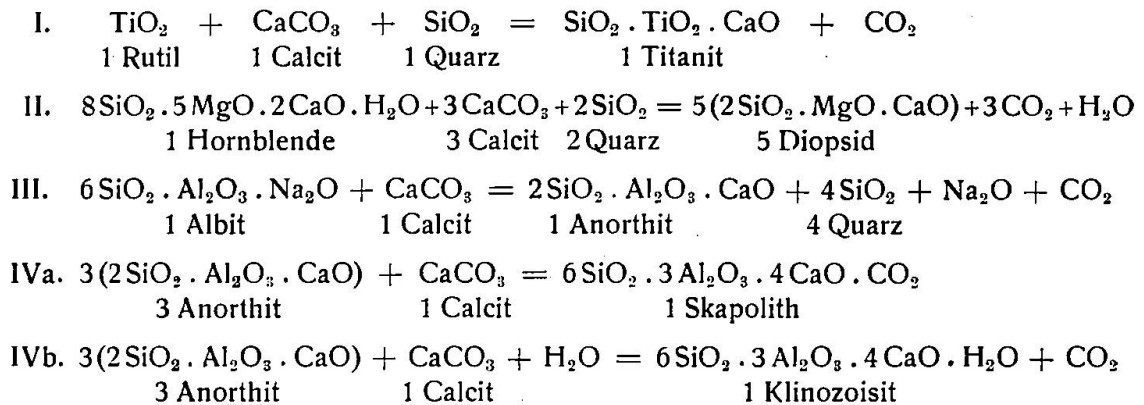 I. TiO₂ + CaCO₃ + SiO₂ = SiO₂ . TiO₂ . CaO + CO₂
1 Rutil 1 Calcit 1 Quarz 1 Titanit
II. 8SiO₂.5MgO.2CaO.H₂O+3CaCO₃+2SiO₂=5(2SiO₂.MgO.CaO)+3CO₂+H₂O
1 Hornblende 3 Calcit 2 Quarz 5 Diopsid
III. 6SiO₂ . Al₂O₃ . Na₂O + CaCO₃ = 2SiO₂ . Al₂O₃ . CaO + 4SiO₂ + Na₂O + CO₂
1 Albit 1 Calcit 1 Anorthit 4 Quarz
IVa. 3(2SiO₂ . Al₂O₃ . CaO) + CaCO₃ = 6SiO₂ . 3Al₂O₃ . 4CaO . CO₂
3 Anorthit 1 Calcit 1 Skapolith
IVb. 3(2SiO₂ . Al₂O₃ . CaO) + CaCO₃ + H₂O = 6SiO₂ . 3Al₂O₃ . 4CaO . H₂O + CO₂
3 Anorthit 1 Calcit 1 Klinozoisit